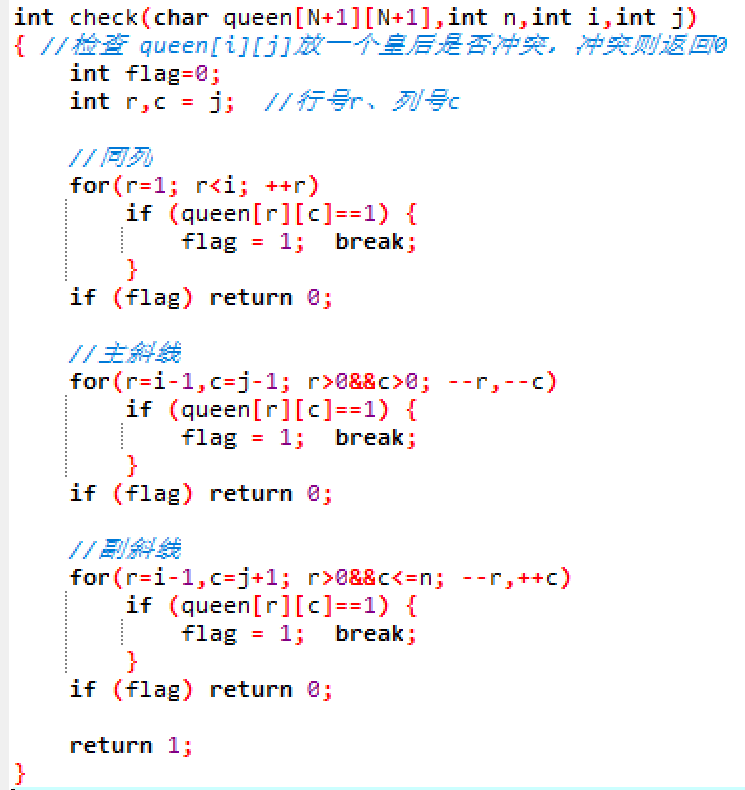 int check(char queen[N+1][N+1],int n,int i,int j)
{ //检查 queen[i][j]放一个皇后是否冲突，冲突则返回0
    int flag=0;
    int r,c = j;  //行号r、列号c

    //同列
    for(r=1; r<i; ++r)
        if (queen[r][c]==1) {
            flag = 1;  break;
        }
    if (flag) return 0;

    //主斜线
    for(r=i-1,c=j-1; r>0&&c>0; --r,--c)
        if (queen[r][c]==1) {
            flag = 1;  break;
        }
    if (flag) return 0;

    //副斜线
    for(r=i-1,c=j+1; r>0&&c<=n; --r,++c)
        if (queen[r][c]==1) {
            flag = 1;  break;
        }
    if (flag) return 0;

    return 1;
}